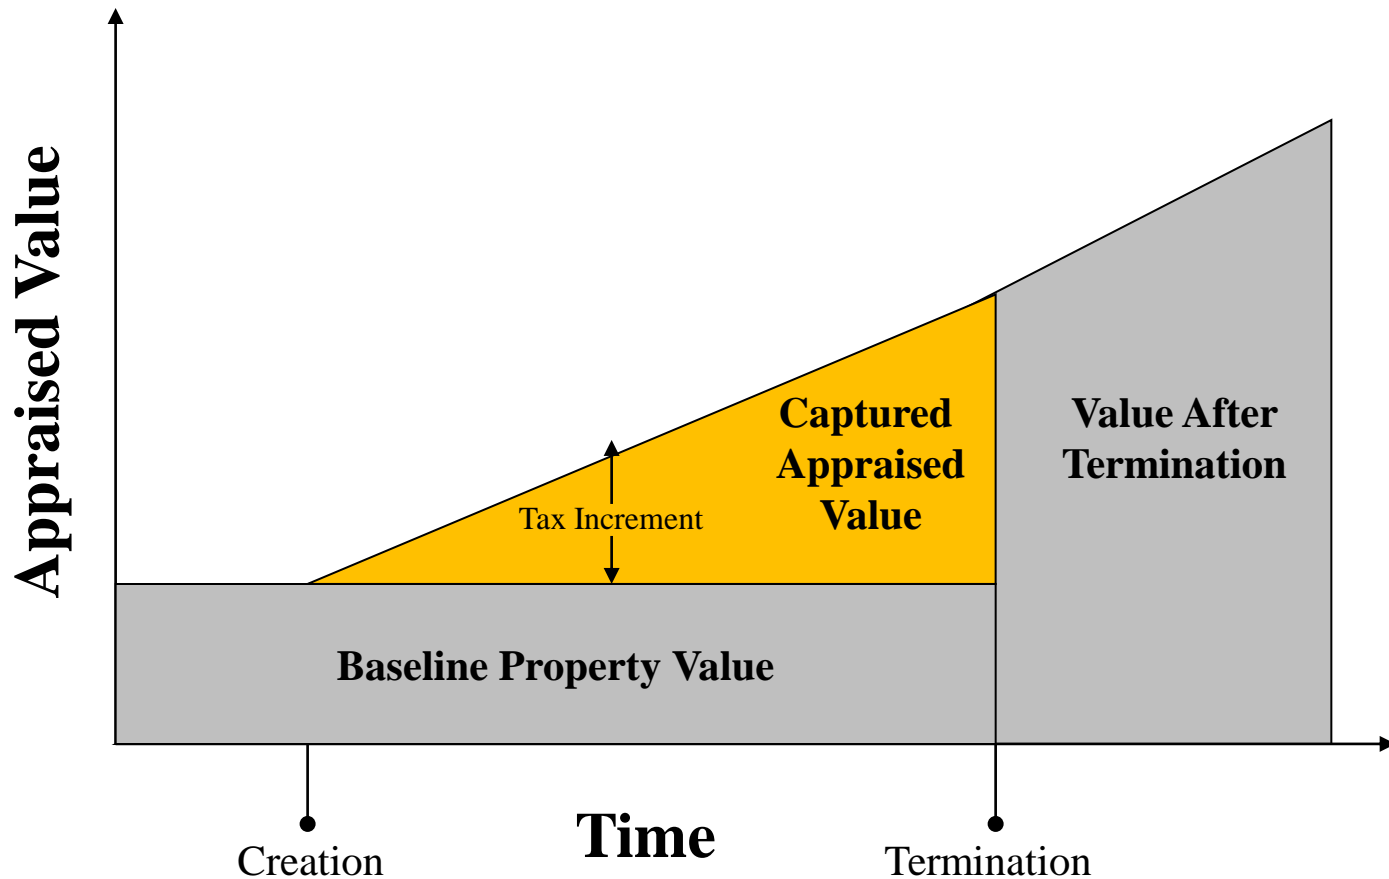 Appraised Value
Captured
Appraised
Value
Value After
Termination
Tax Increment
Baseline Property Value
Time
Creation
Termination